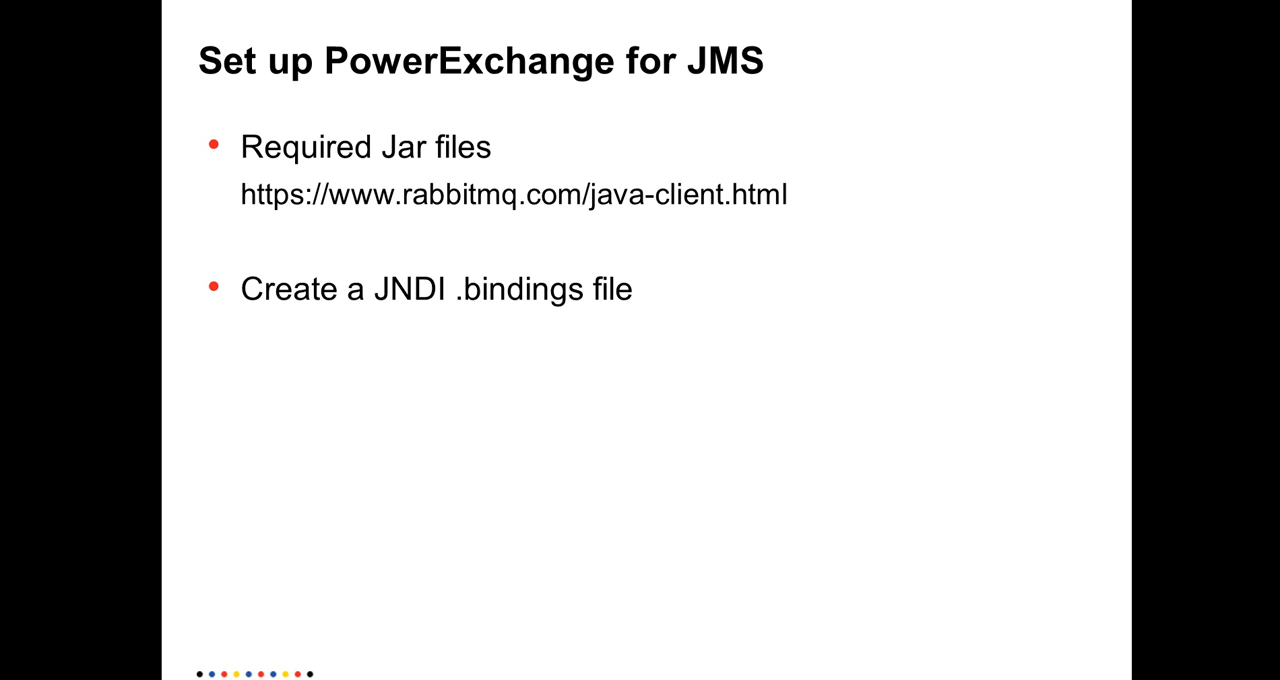 Set up PowerExchange for JMS
• Required Jar files
https://www.rabbitmq.com/java-client.html
• Create a JNDI .bindings file